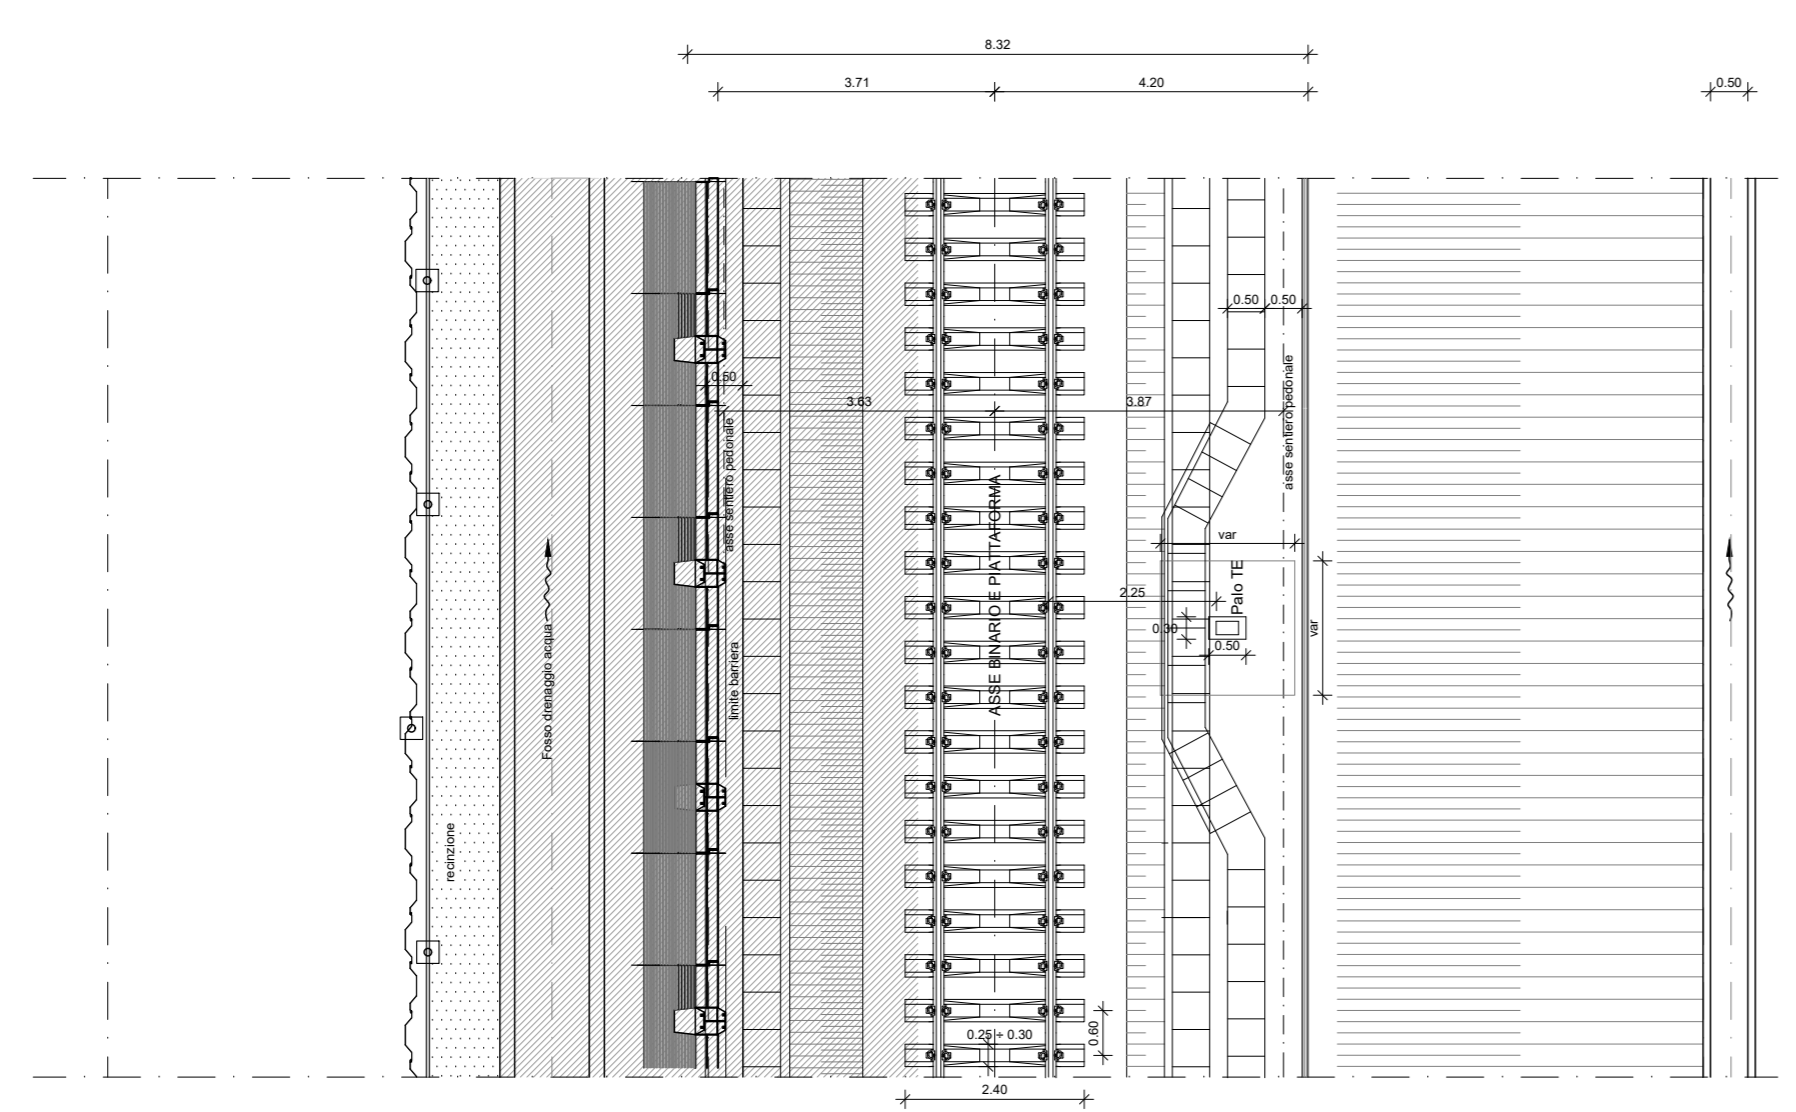 8.32
3.71
4.20
0.50
0.50
0.50
0.50
3.63
3.87
asse sentiero pedonale
asse sentiero pedonale
ASSE BINARIO E PIATTAFORMA
var
Palo TE
2.25
0.30
var
0.50
Fosso drenaggio acqua
limite barriera
recinzione
0.25 ÷ 0.30
0.60
2.40